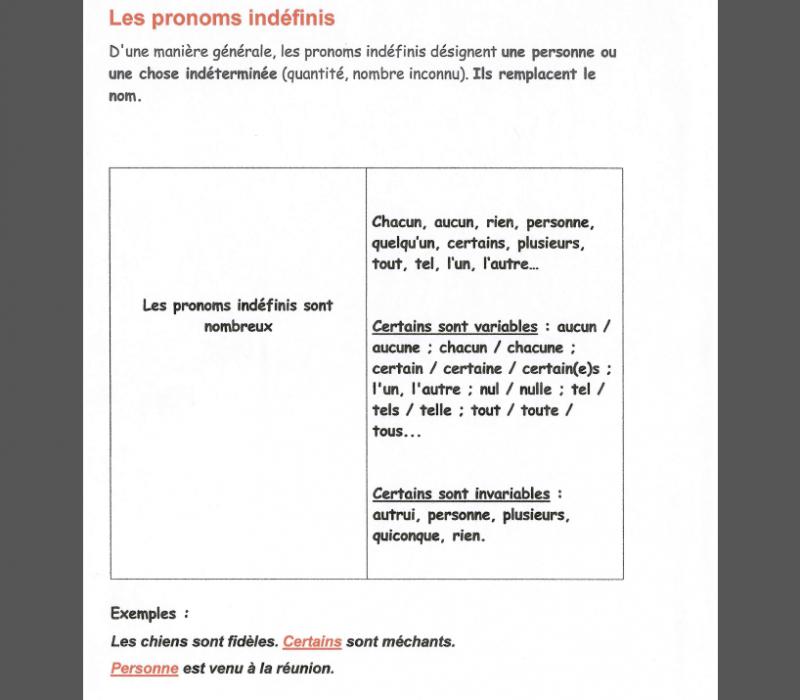 Les pronoms indéfinis
D'une manière générale, les pronoms indéfinis désignent une personne ou
une chose indéterminée (quantité, nombre inconnu). Ils remplacent le
nom.
Les pronoms indéfinis sont
nombreux
Chacun, aucun, rien, personne,
quelqu'un, certains, plusieurs,
tout, tel, l'un, l'autre...
Certains sont variables : aucun /
aucune ; chacun / chacune ;
certain / certaine / certain(e)s ;
l'un, l'autre ; nul / nulle ; tel /
tels / telle ; tout / toute /
tous...
Certains sont invariables :
autrui, personne, plusieurs,
quiconque, rien.
Exemples :
Les chiens sont fidèles. Certains sont méchants.
Personne est venu à la réunion.